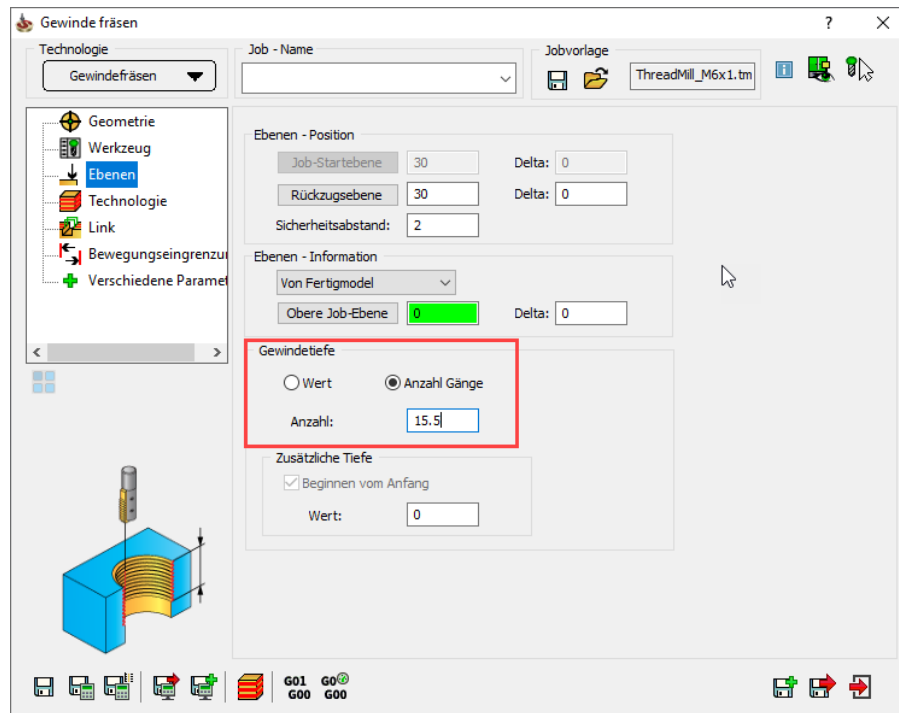 Gewinde fräsen
? ×
Technologie
Gewindefräsen
Job - Name
Jobvorlage
ThreadMill_M6x1.tm
Geometrie
Werkzeug
Ebenen
Technologie
Link
Bewegungseingrenzu
Verschiedene Paramet
Ebenen - Position
Job-Startebene 30 Delta: 0
Rückzugsebene 30 Delta: 0
Sicherheitsabstand: 2
Ebenen - Information
Von Fertigmodel
Obere Job-Ebene 0 Delta: 0
Gewindetiefe
Wert Anzahl Gänge
Anzahl: 15.5
Zusätzliche Tiefe
Beginnen vom Anfang
Wert: 0
G01 G0
G00 G00